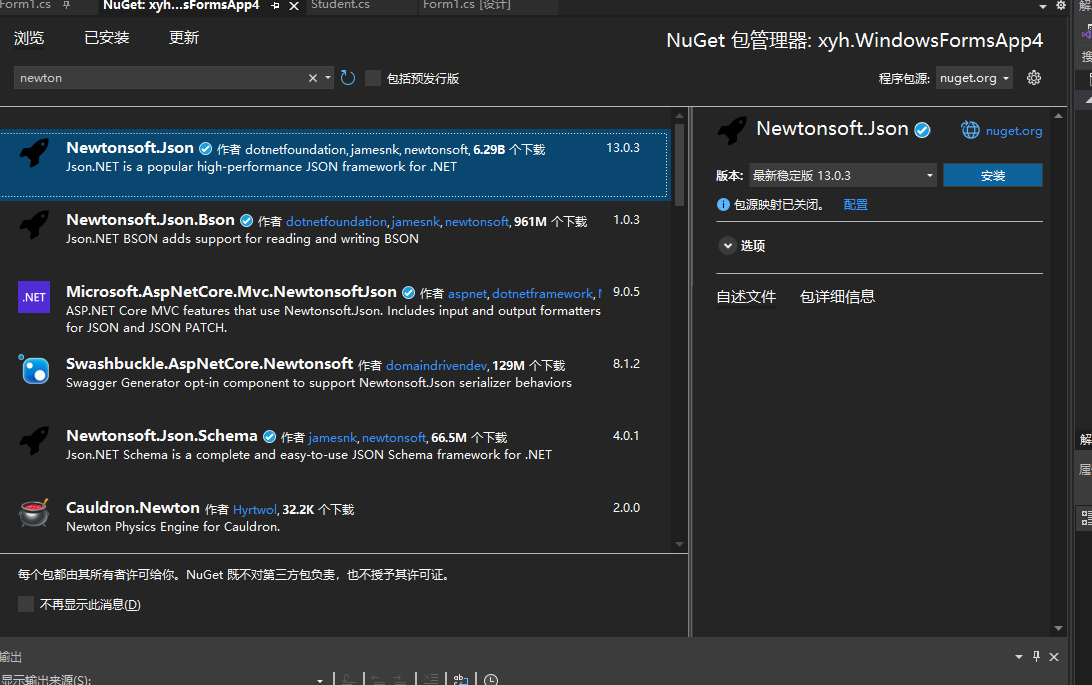 Form1.cs
NuGet: xyh...sFormsApp4
Student.cs
Form1.cs [设计]
浏览 已安装 更新
NuGet 包管理器: xyh.WindowsFormsApp4
newton
包括预发行版
程序包源: nuget.org
Newtonsoft.Json 作者 dotnetfoundation, jamesnk, newtonsoft, 6.29B 个下载 13.0.3
Json.NET is a popular high-performance JSON framework for .NET
Newtonsoft.Json.Bson 作者 dotnetfoundation, jamesnk, newtonsoft, 961M 个下载 1.0.3
Json.NET BSON adds support for reading and writing BSON
.NET
Microsoft.AspNetCore.Mvc.NewtonsoftJson 作者 aspnet, dotnetframework, 9.0.5
ASP.NET Core MVC features that use Newtonsoft.Json. Includes input and output formatters
for JSON and JSON PATCH.
Swashbuckle.AspNetCore.Newtonsoft 作者 domaindrivendev, 129M 个下载 8.1.2
Swagger Generator opt-in component to support Newtonsoft.Json serializer behaviors
Newtonsoft.Json.Schema 作者 jamesnk, newtonsoft, 66.5M 个下载 4.0.1
Json.NET Schema is a complete and easy-to-use JSON Schema framework for .NET
Cauldron.Newton 作者 Hyrtwol, 32.2K 个下载 2.0.0
Newton Physics Engine for Cauldron.
每个包都由其所有者许可给你。NuGet 既不对第三方包负责，也不授予其许可证。
不再显示此消息(D)
Newtonsoft.Json
nuget.org
版本: 最新稳定版 13.0.3 安装
包源映射已关闭。 配置
选项
自述文件 包详细信息
解
搜
解
属
输出
显示输出来源(S):